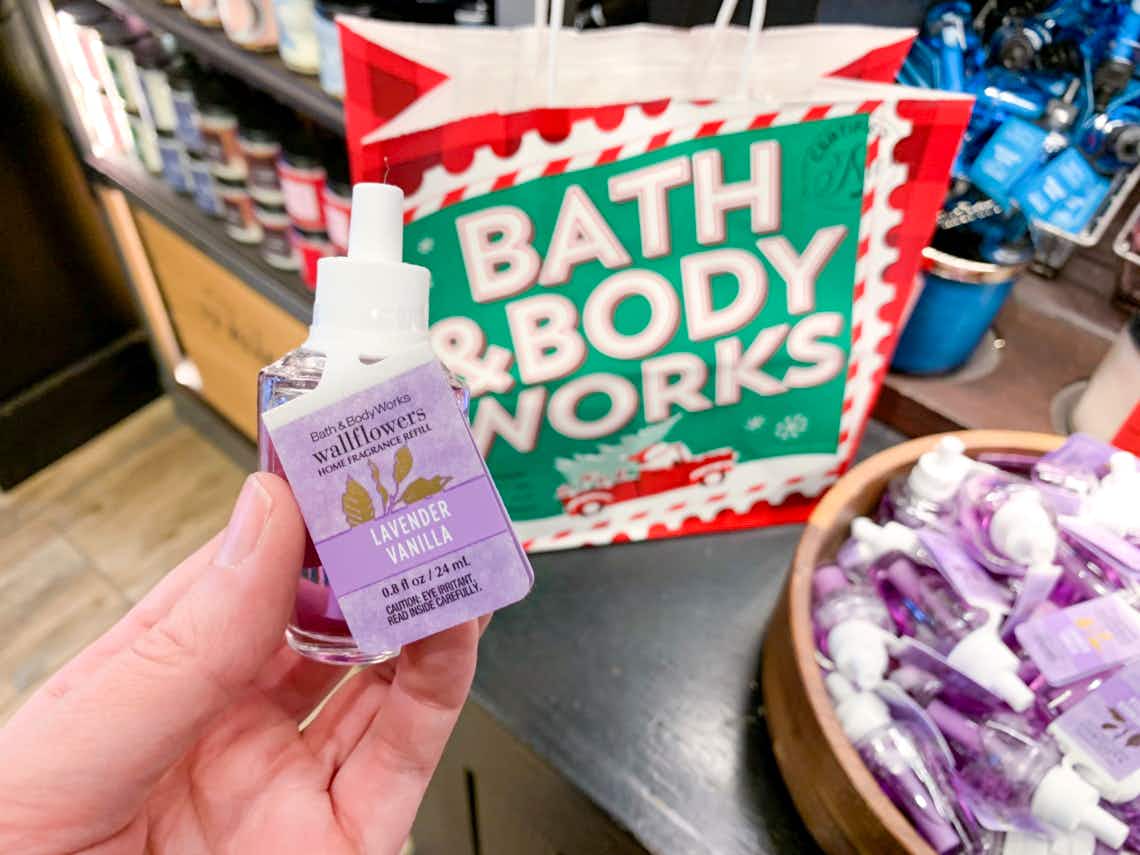 BATH
& BODY
WORKS
Bath & Body Works
wallflowers
HOME FRAGRANCE REFILL
LAVENDER
VANILLA
0.8 fl oz / 24 mL
CAUTION: EYE IRRITANT.
READ INSIDE CAREFULLY.